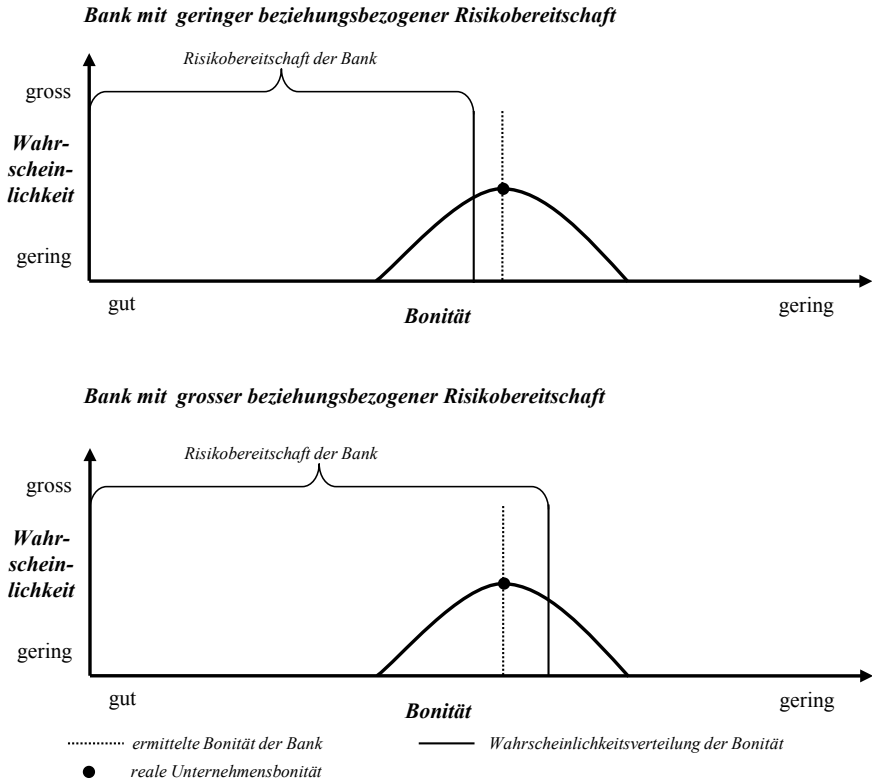 Bank mit geringer beziehungsbezogener Risikobereitschaft
Risikobereitschaft der Bank
gross
Wahr-
schein-
lichkeit
gering
gut
Bonität
gering
Bank mit grosser beziehungsbezogener Risikobereitschaft
Risikobereitschaft der Bank
gross
Wahr-
schein-
lichkeit
gering
gut
Bonität
gering
ermittelte Bonität der Bank
Wahrscheinlichkeitsverteilung der Bonität
reale Unternehmensbonität